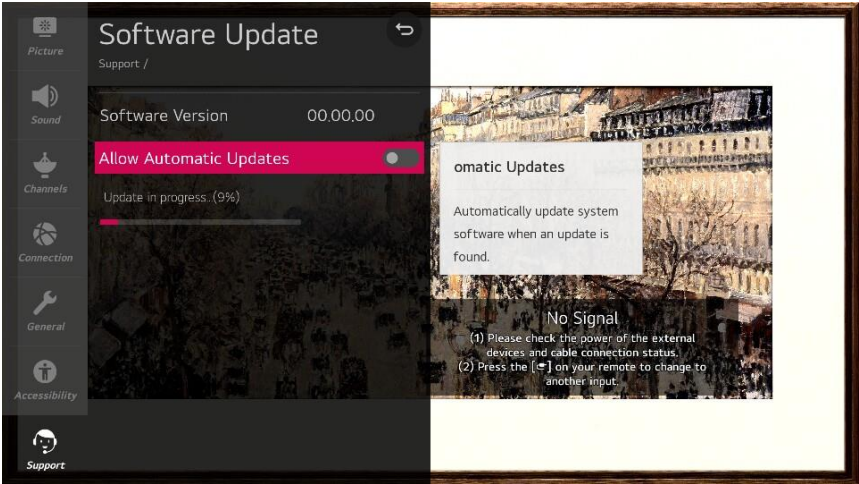 Picture
Sound
Channels
Connection
General
Accessibility
Support
Software Update
Support /
Software Version 00.00.00
Allow Automatic Updates
Update in progress..(9%)
omatic Updates
Automatically update system
software when an update is
found.
No Signal
(1) Please check the power of the external
devices and cable connection status.
(2) Press the [ ] on your remote to change to
another input.